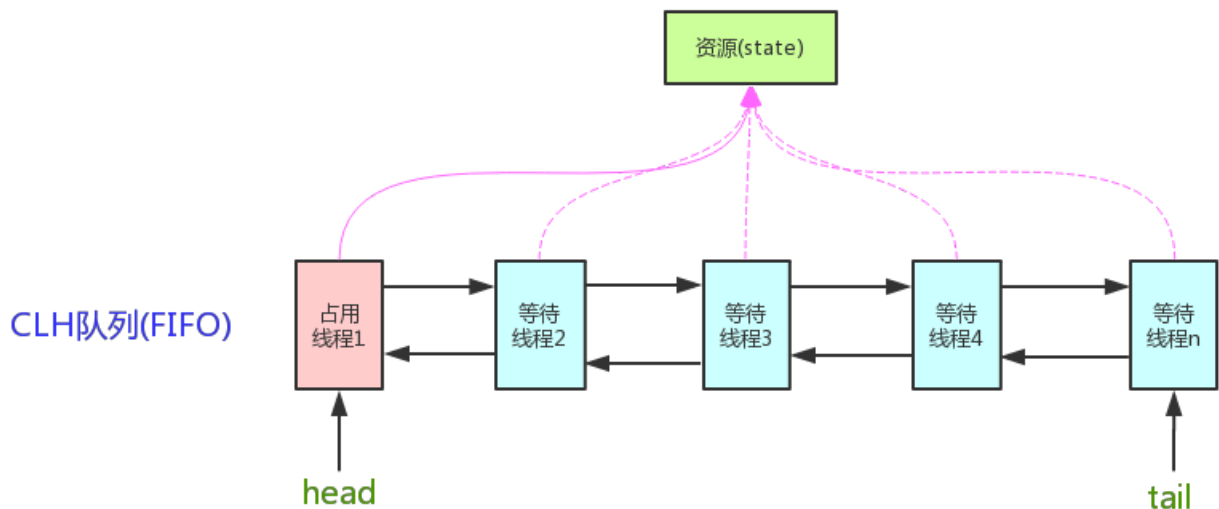 资源(state)
CLH队列(FIFO)
占用
线程1
等待
线程2
等待
线程3
等待
线程4
等待
线程n
head
tail